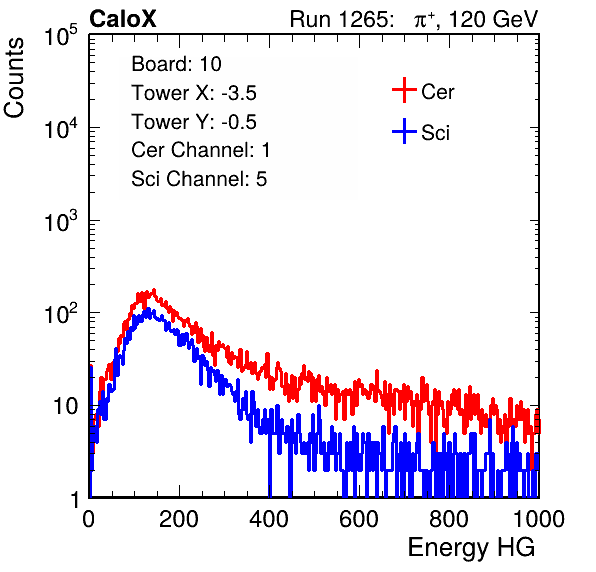 CaloX Run 1265: π⁺, 120 GeV
Counts
10⁵
10⁴
10³
10²
10
1
Board: 10
Tower X: -3.5
Tower Y: -0.5
Cer Channel: 1
Sci Channel: 5
Cer
Sci
0 200 400 600 800 1000
Energy HG